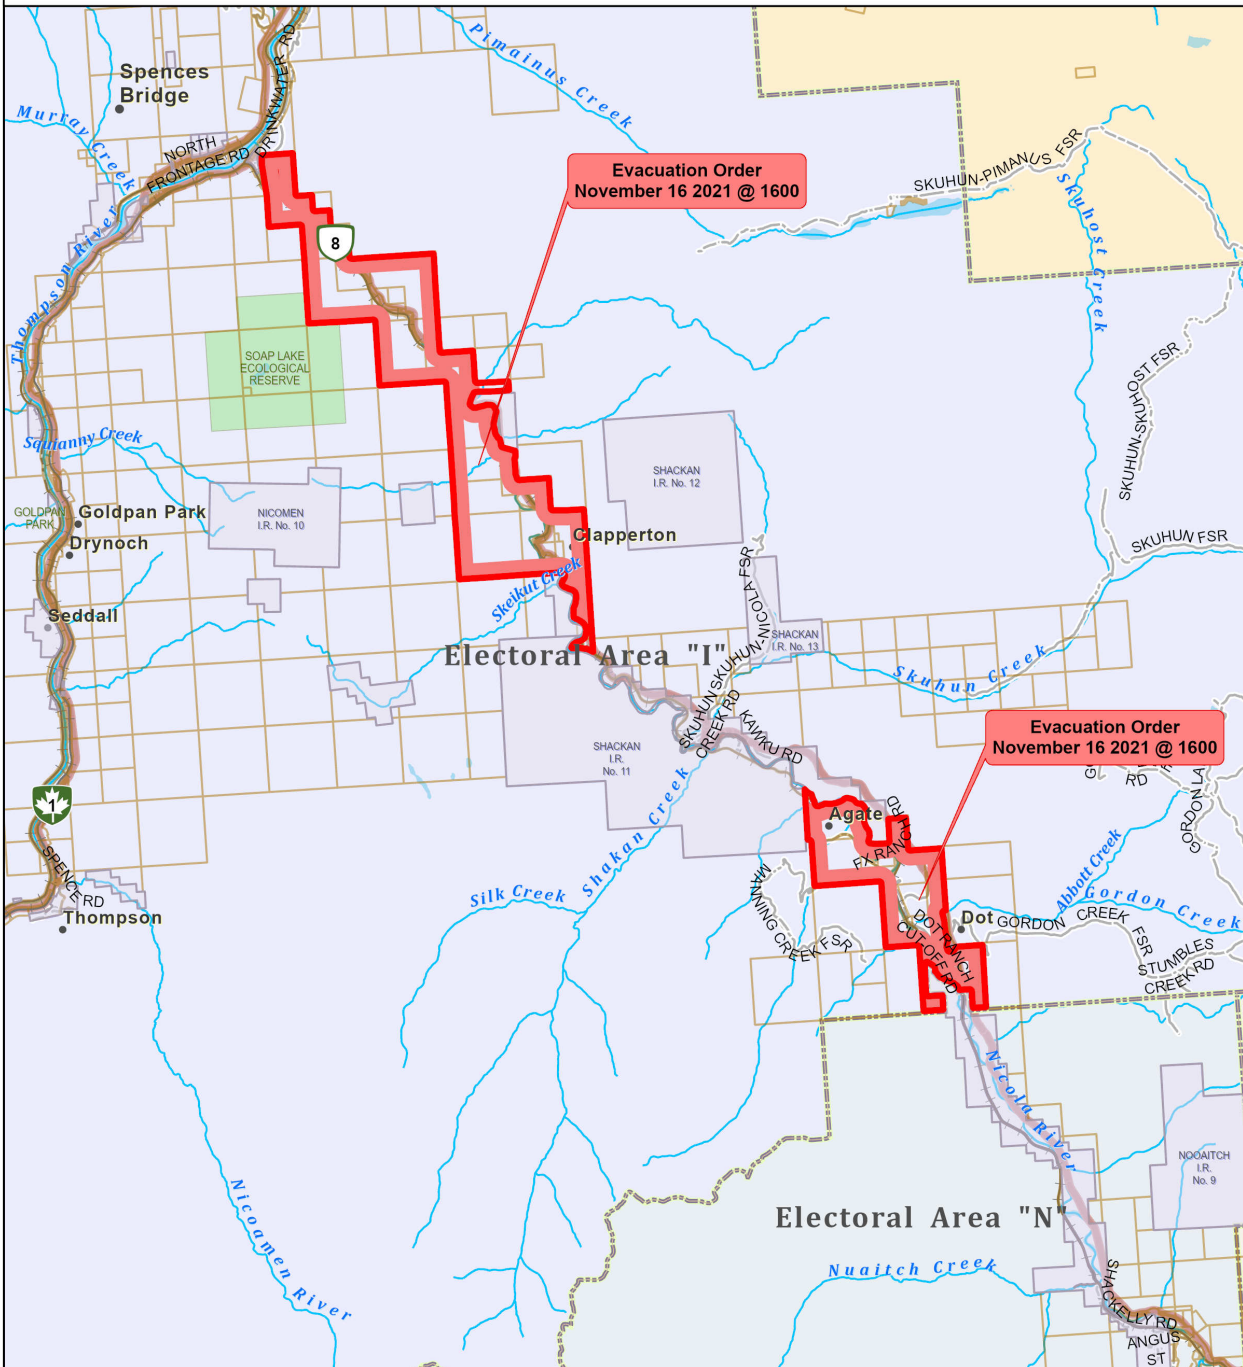 Spences
Bridge
Pimainus Creek
DRINKWATER RD
Murray Creek
NORTH
FRONTAGE RD
Evacuation Order
November 16 2021 @ 1600
SKUHUN-PIMANUS FSR
Skuhost Creek
8
Thompson River
SOAP LAKE
ECOLOGICAL
RESERVE
SKUHUN-SKUHOST FSR
Squianny Creek
SHACKAN
I.R. No. 12
GOLDPAN
PARK
Goldpan Park
NICOMEN
I.R. No. 10
Drynoch
Clapperton
SKUHUN FSR
Skeikut Creek
SKUHUN-NICOLA FSR
Seddall
SHACKAN
I.R. No. 13
Electoral Area "I"
Skuhun Creek
SKUHUN
CREEK RD
KAWKU RD
Evacuation Order
November 16 2021 @ 1600
SHACKAN
I.R.
No. 11
RD
GORDON LA
1
Agate
FX RANCH RD
Shakan Creek
SPENCE RD
MANNING CREEK FSR
Abbott Creek
Silk Creek
Gordon Creek
Thompson
DOT RANCH
CUT-OFF RD
Dot
GORDON CREEK FSR
STUMBLES
CREEK RD
Nicola River
NOOAITCH
I.R.
No. 9
Nicoamen River
Electoral Area "N"
Nuaitch Creek
SHACKELLY RD
ANGUS
ST